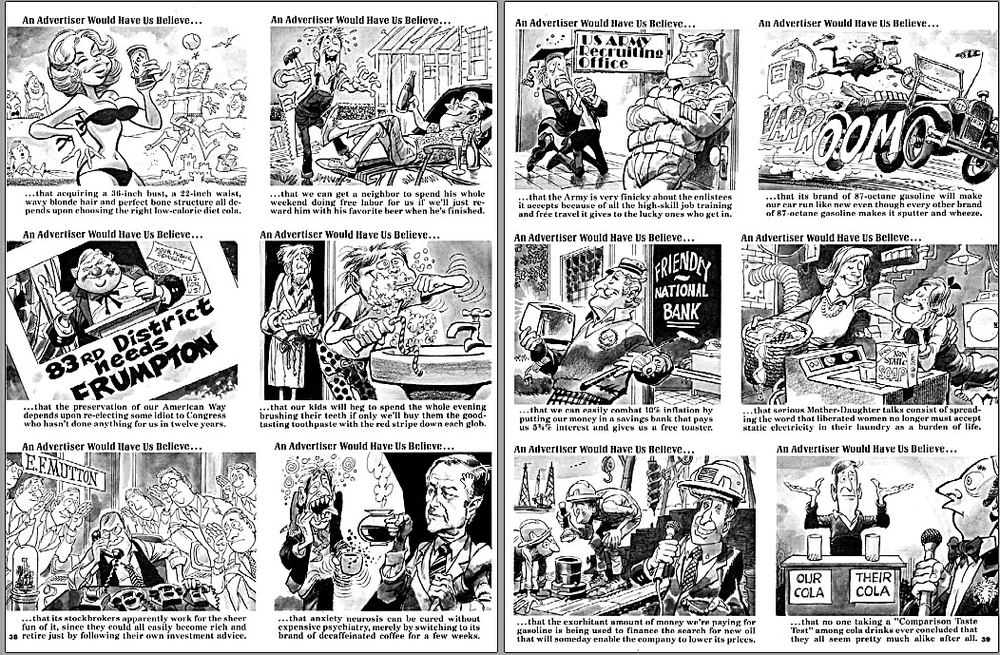 An Advertiser Would Have Us Believe...
...that acquiring a 36-inch bust, a 22-inch waist,
wavy blonde hair and perfect bone structure all de-
pends upon choosing the right low-calorie diet cola.
An Advertiser Would Have Us Believe...
...that we can get a neighbor to spend his whole
weekend doing free labor for us if we'll just re-
ward him with his favorite beer when he's finished.
An Advertiser Would Have Us Believe...
83RD District
needs
FRUMPTON
...that the preservation of our American Way
depends upon re-electing some idiot to Congress
who hasn't done anything for us in twelve years.
An Advertiser Would Have Us Believe...
...that our kids will beg to spend the whole evening
brushing their teeth if only we'll buy them the good-
tasting toothpaste with the red stripe down each glob.
An Advertiser Would Have Us Believe...
E.F. MUTTON
...that its stockbrokers apparently work for the sheer
fun of it, since they could all easily become rich and
retire just by following their own investment advice.
38
An Advertiser Would Have Us Believe...
...that anxiety neurosis can be cured without
expensive psychiatry, merely by switching to its
brand of decaffeinated coffee for a few weeks.
An Advertiser Would Have Us Believe...
US ARMY
Recruiting
Office
...that the Army is very finicky about the enlistees
it accepts because of all the high-skill job training
and free travel it gives to the lucky ones who get in.
An Advertiser Would Have Us Believe...
VAROOOM
...that its brand of 87-octane gasoline will make
our car run like new even though every other brand
of 87-octane gasoline makes it sputter and wheeze.
An Advertiser Would Have Us Believe...
FRIENDLY
NATIONAL
BANK
...that we can easily combat 10% inflation by
putting our money in a savings bank that pays
us 5¾% interest and gives us a free toaster.
An Advertiser Would Have Us Believe...
STATIC
SOAP
...that serious Mother-Daughter talks consist of spread-
ing the word that liberated women no longer must accept
static electricity in their laundry as a burden of life.
An Advertiser Would Have Us Believe...
...that the exorbitant amount of money we're paying for
gasoline is being used to finance the search for new oil
that will someday enable the company to lower its prices.
An Advertiser Would Have Us Believe...
OUR
COLA
THEIR
COLA
...that no one taking a "Comparison Taste
Test" among cola drinks ever concluded that
they all seem pretty much alike after all.
39